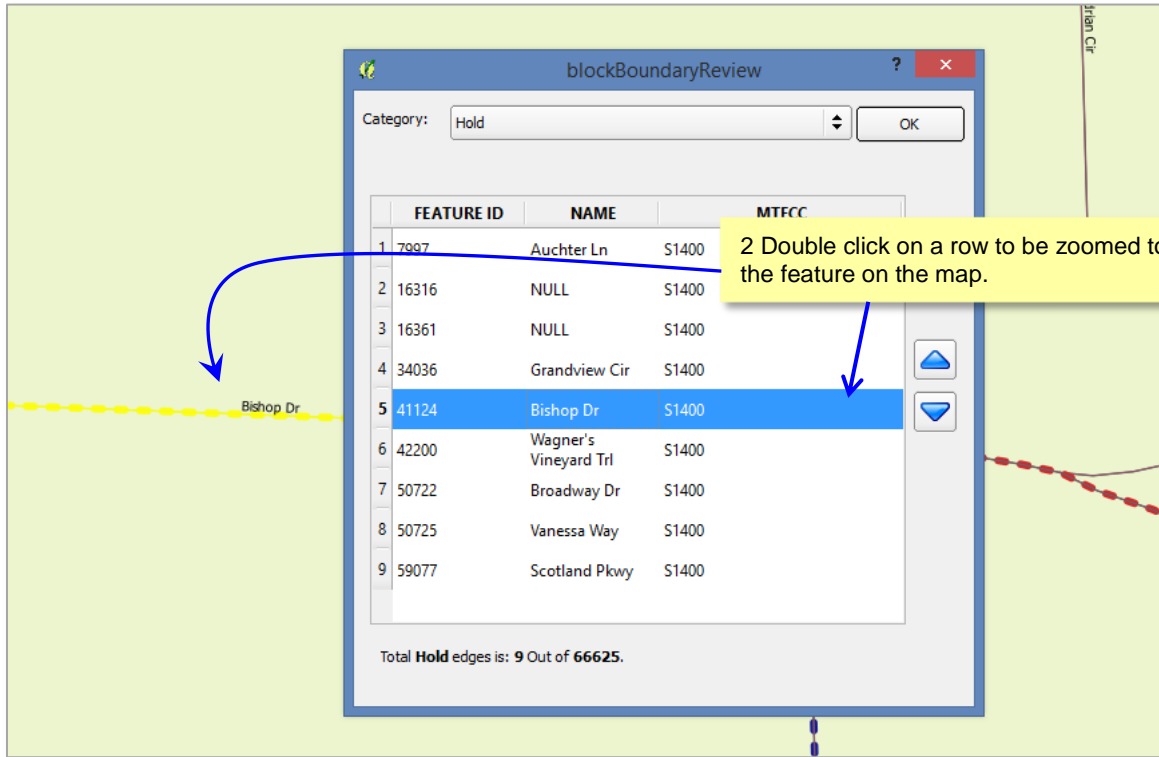 drian Cir
blockBoundaryReview ?
Category: Hold OK
FEATURE ID NAME MTFCC
1 7997 Auchter Ln S1400
2 Double click on a row to be zoomed to
the feature on the map.
2 16316 NULL S1400
3 16361 NULL S1400
4 34036 Grandview Cir S1400
Bishop Dr
5 41124 Bishop Dr S1400
6 42200 Wagner's
Vineyard Trl S1400
7 50722 Broadway Dr S1400
8 50725 Vanessa Way S1400
9 59077 Scotland Pkwy S1400
Total Hold edges is: 9 Out of 66625.